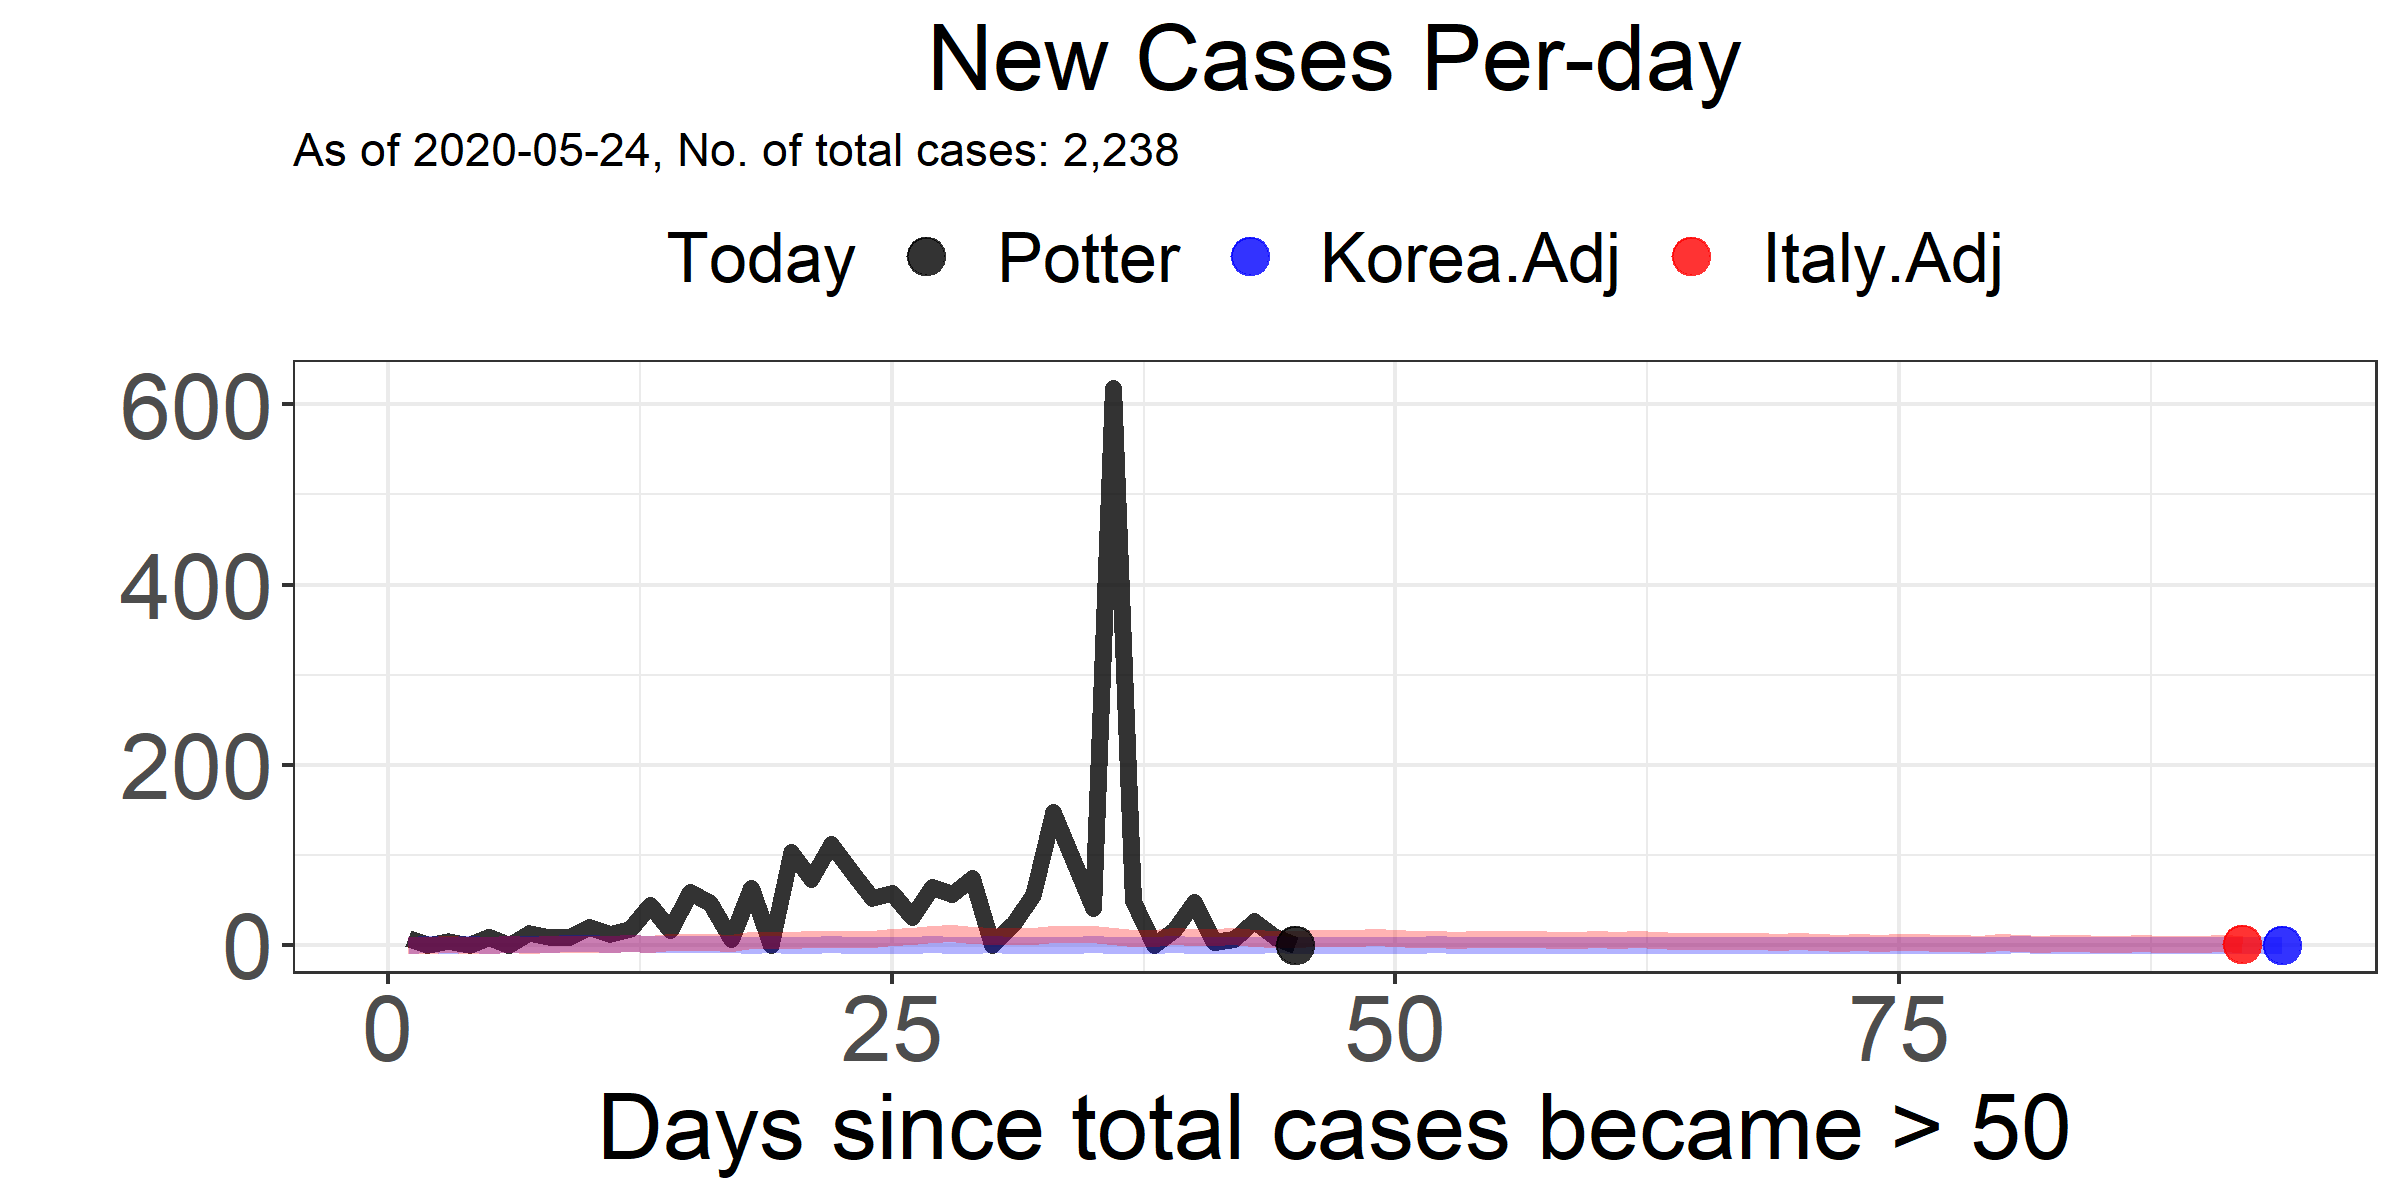 New Cases Per-day
As of 2020-05-24, No. of total cases: 2,238
Today Potter Korea.Adj Italy.Adj
600
400
200
0
0 25 50 75
Days since total cases became > 50